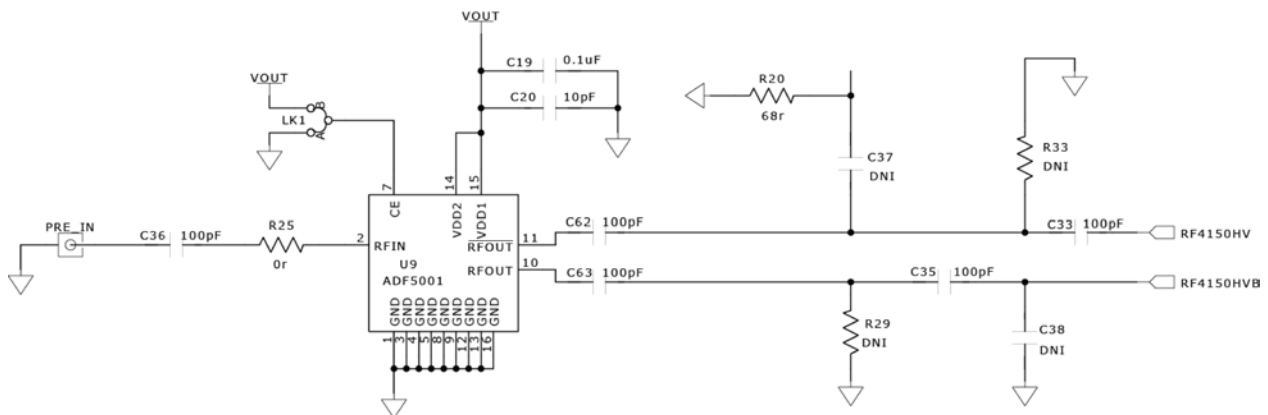 VOUT
C19 0.1uF
VOUT
R20
C20 10pF
B
LK1
A
68r
R33
DNI
C37
DNI
7
14
15
CE
VDD2
VDD1
PRE_IN
R25
C36 100pF
0r
2
RFIN
C62 100pF
C33 100pF
RFOUT
11
RF4150HV
U9
RFOUT
10
ADF5001
C63 100pF
C35 100pF
RF4150HVB
GND
GND
GND
GND
GND
GND
GND
GND
GND
R29
DNI
C38
DNI
1
3
4
5
8
9
12
13
16